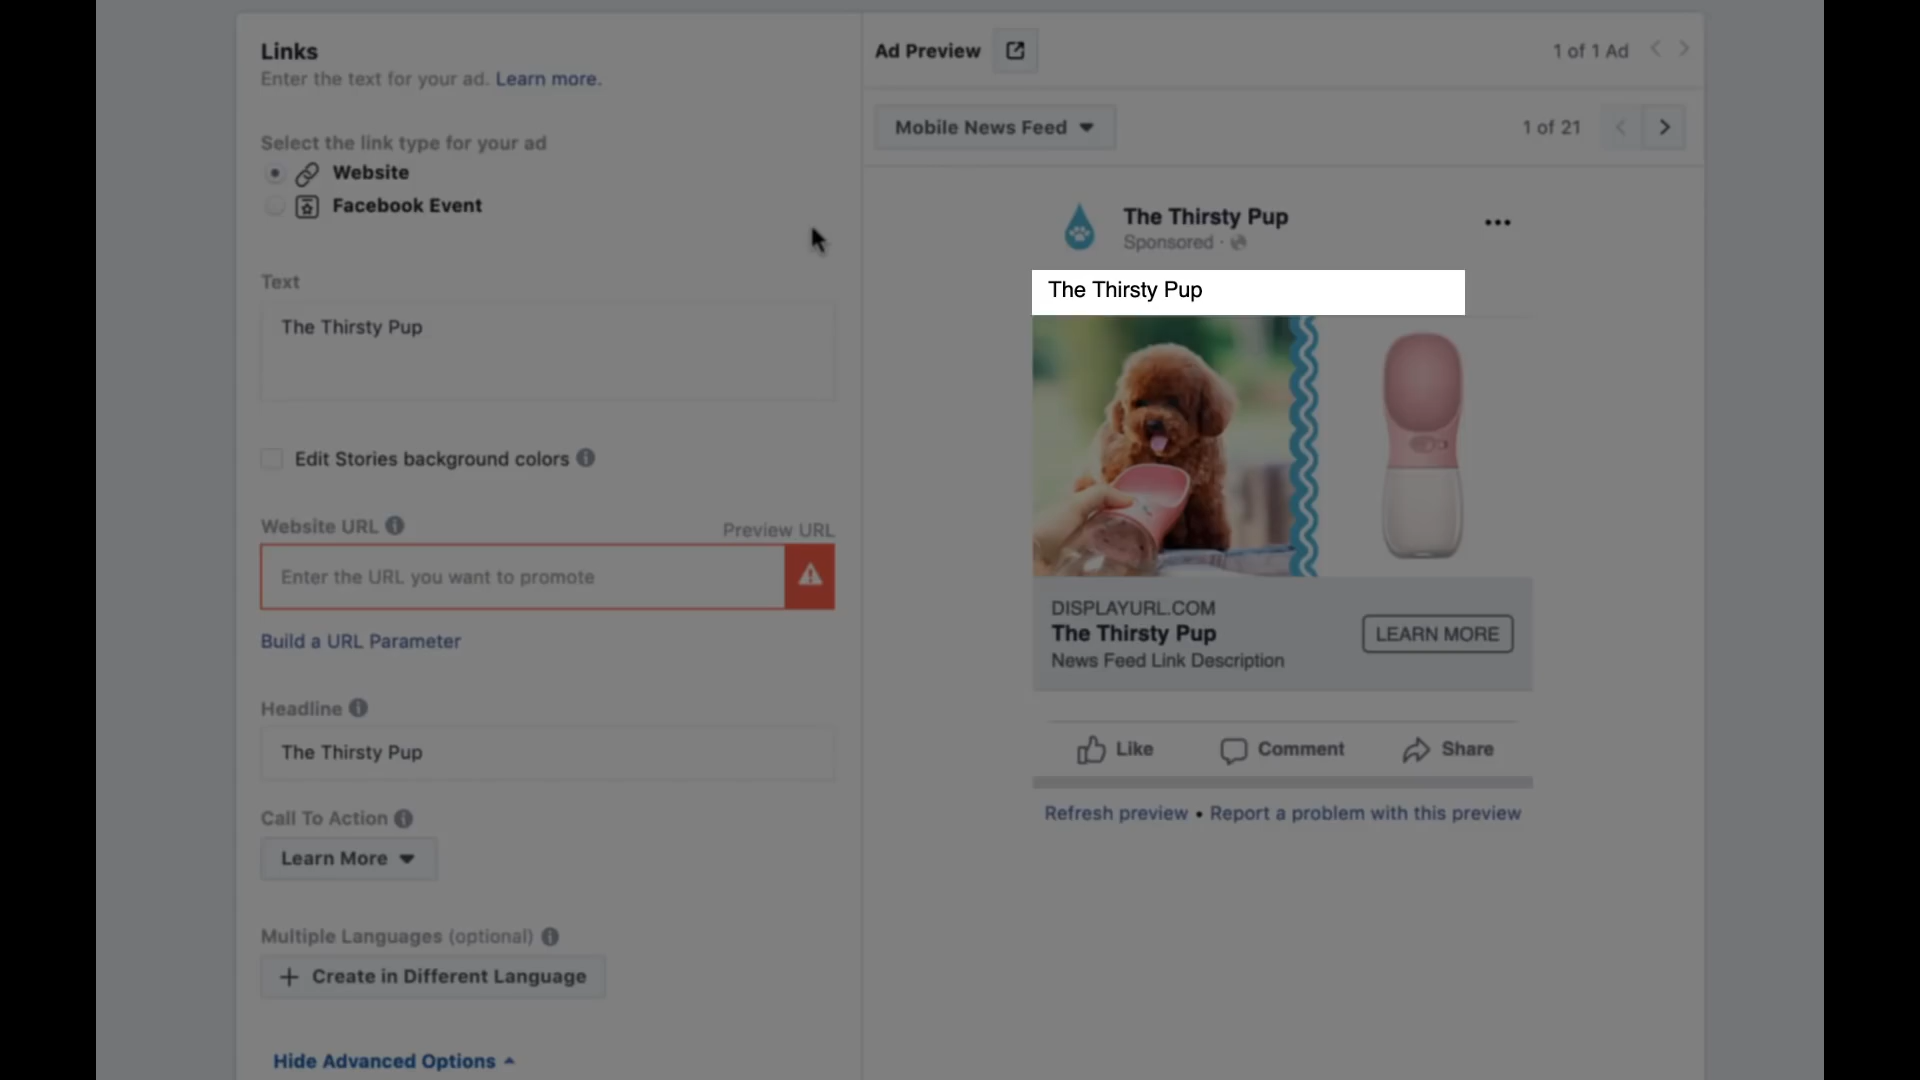 Links
Enter the text for your ad. Learn more.
Select the link type for your ad
Website
Facebook Event
Text
The Thirsty Pup
Edit Stories background colors
Website URL
Preview URL
Enter the URL you want to promote
Build a URL Parameter
Headline
The Thirsty Pup
Call To Action
Learn More
Multiple Languages (optional)
+ Create in Different Language
Hide Advanced Options
Ad Preview
1 of 1 Ad
Mobile News Feed
1 of 21
The Thirsty Pup
Sponsored ·
The Thirsty Pup
DISPLAYURL.COM
The Thirsty Pup
News Feed Link Description
LEARN MORE
Like
Comment
Share
Refresh preview • Report a problem with this preview